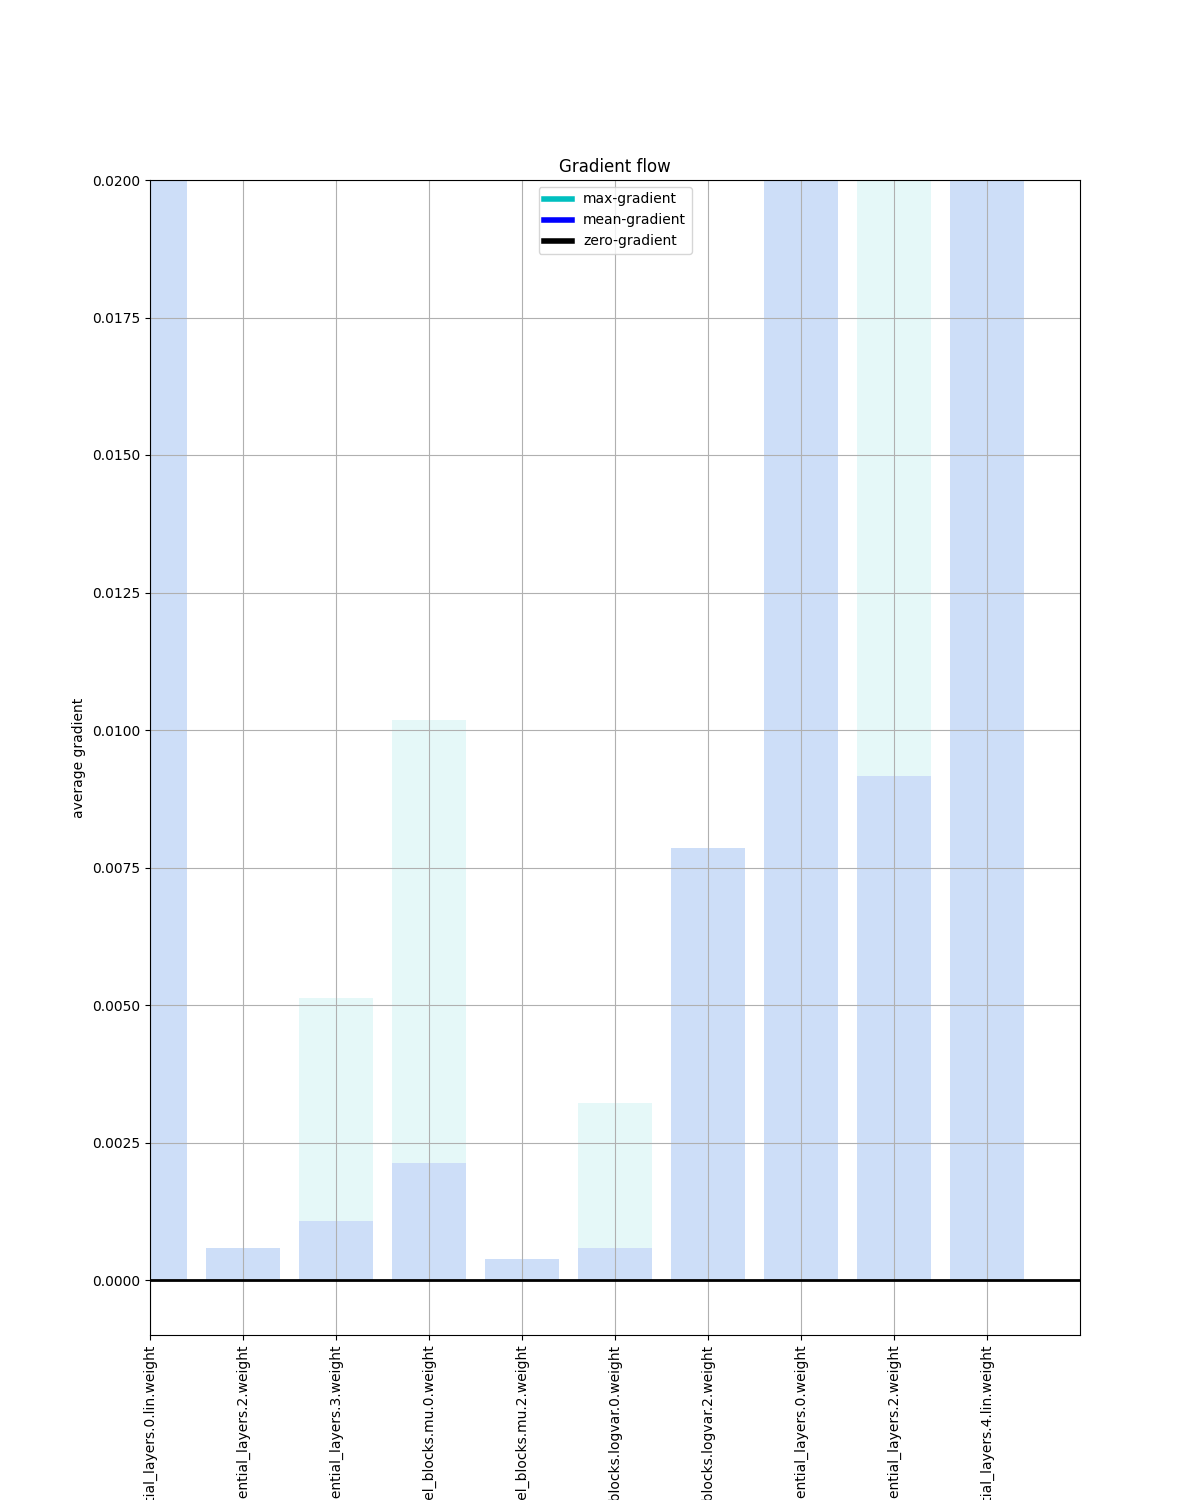 Gradient flow
max-gradient
mean-gradient
zero-gradient
0.0200
0.0175
0.0150
0.0125
0.0100
0.0075
0.0050
0.0025
0.0000
average gradient
tial_layers.0.lin.weight
ential_layers.2.weight
ential_layers.3.weight
el_blocks.mu.0.weight
el_blocks.mu.2.weight
blocks.logvar.0.weight
blocks.logvar.2.weight
ential_layers.0.weight
ential_layers.2.weight
tial_layers.4.lin.weight